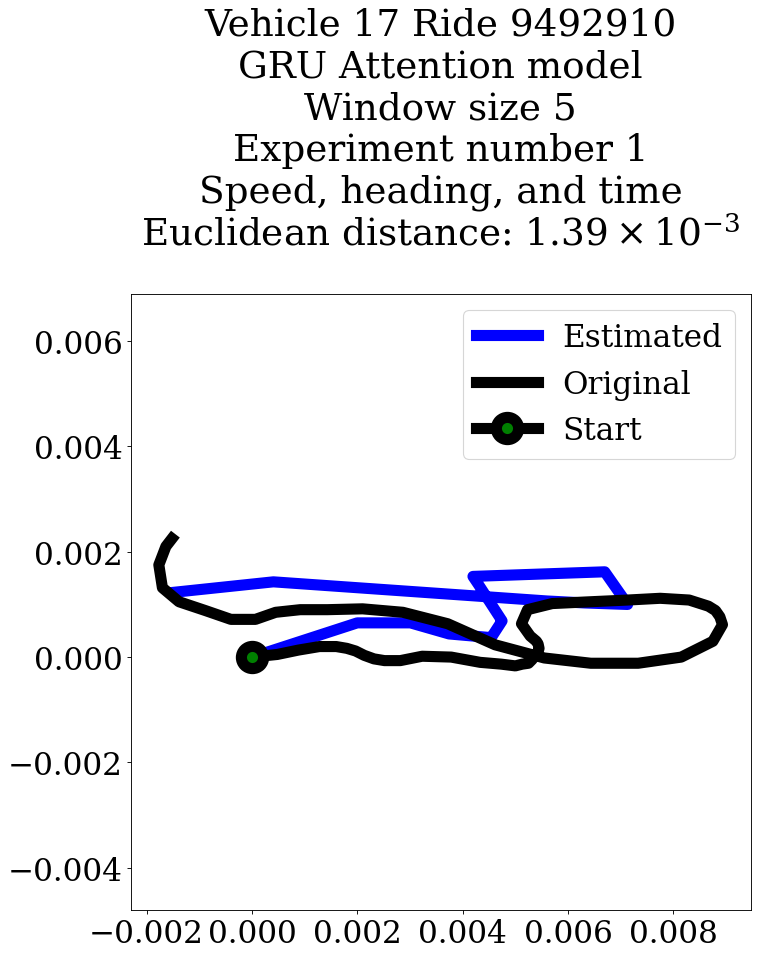 Vehicle 17 Ride 9492910
GRU Attention model
Window size 5
Experiment number 1
Speed, heading, and time
Euclidean distance: 1.39 × 10⁻³
Estimated
Original
Start
0.006
0.004
0.002
0.000
−0.002
−0.004
−0.002 0.000 0.002 0.004 0.006 0.008